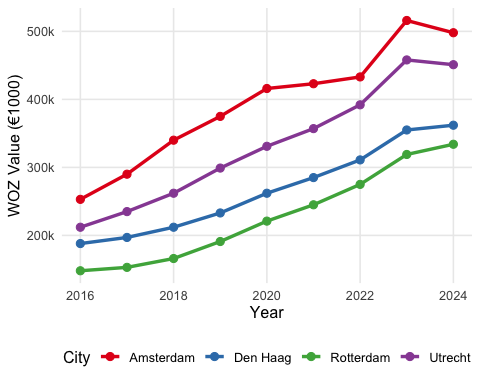 500k
400k
300k
200k
WOZ Value (€1000)
2016 2018 2020 2022 2024
Year
City Amsterdam Den Haag Rotterdam Utrecht